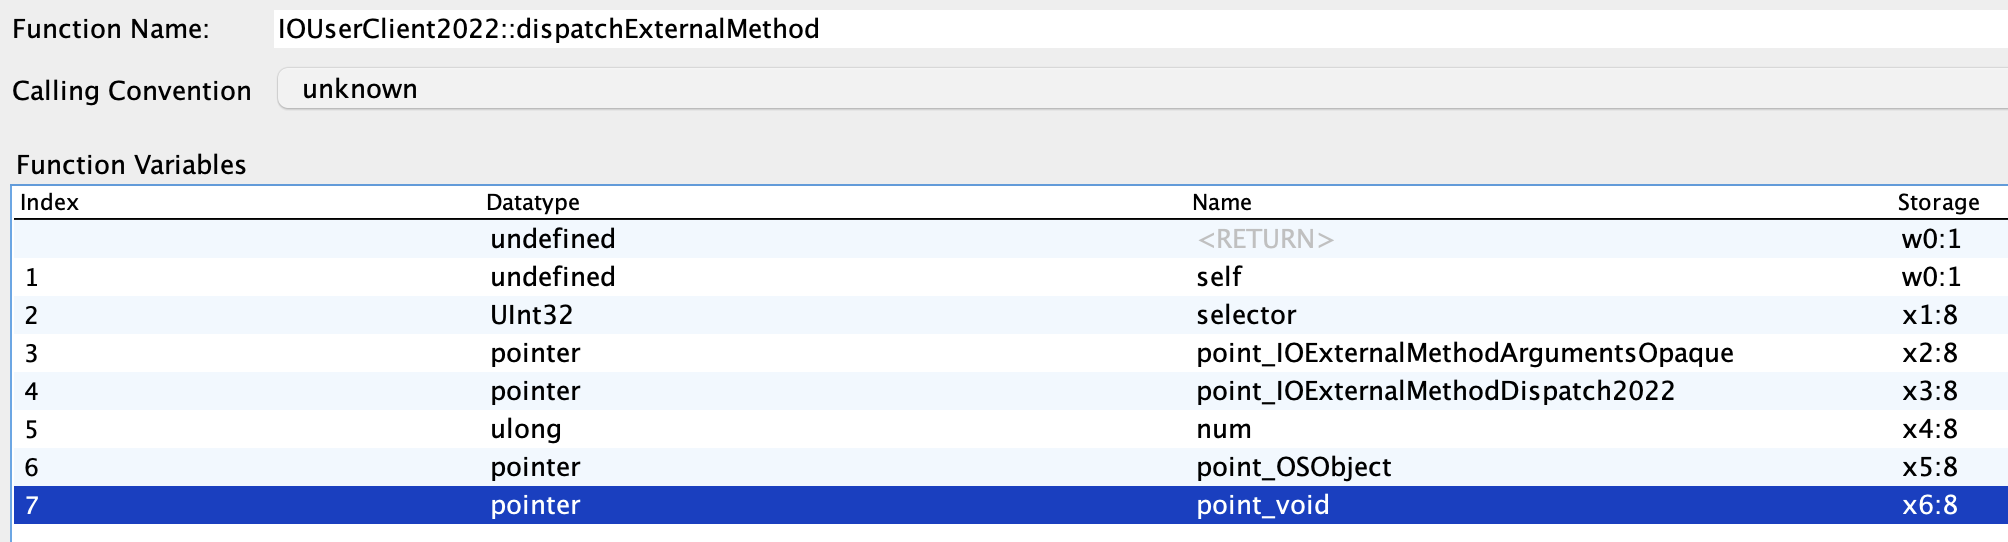 Function Name: IOUserClient2022::dispatchExternalMethod
Calling Convention unknown
Function Variables
Index Datatype Name Storage
undefined <RETURN> w0:1
1 undefined self w0:1
2 UInt32 selector x1:8
3 pointer point_IOExternalMethodArgumentsOpaque x2:8
4 pointer point_IOExternalMethodDispatch2022 x3:8
5 ulong num x4:8
6 pointer point_OSObject x5:8
7 pointer point_void x6:8